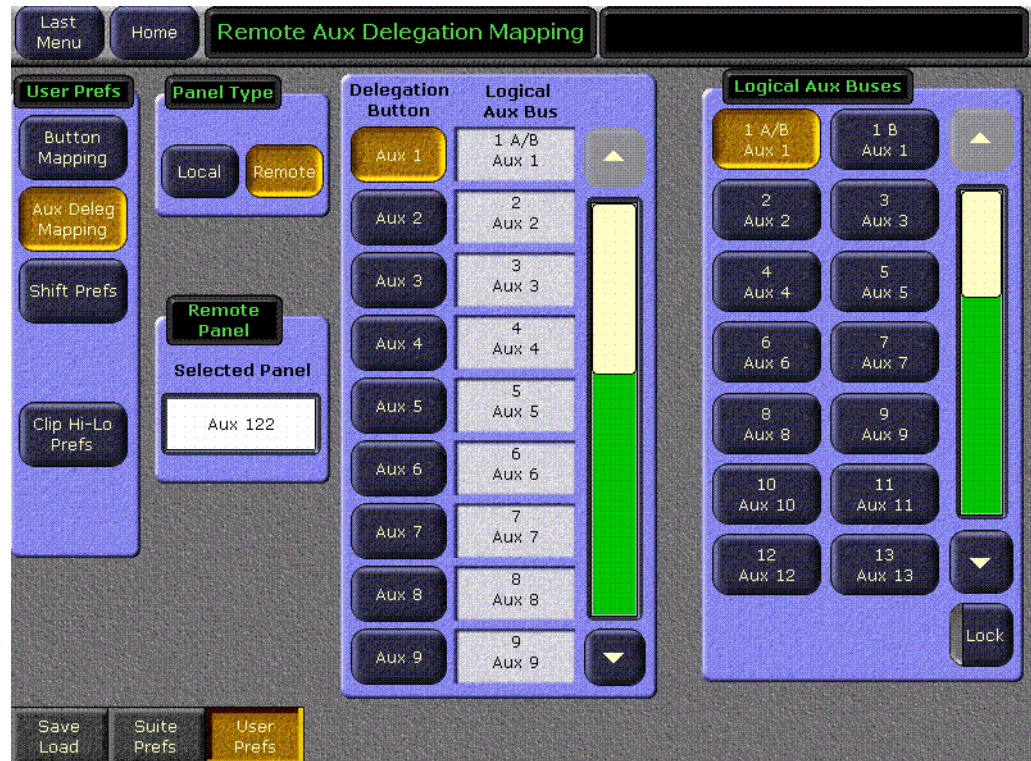 Last
Menu
Home
Remote Aux Delegation Mapping
User Prefs
Button
Mapping
Aux Deleg
Mapping
Shift Prefs
Clip Hi-Lo
Prefs
Panel Type
Local
Remote
Remote
Panel
Selected Panel
Aux 122
Delegation
Button
Logical
Aux Bus
Aux 1
1 A/B
Aux 1
Aux 2
2
Aux 2
Aux 3
3
Aux 3
Aux 4
4
Aux 4
Aux 5
5
Aux 5
Aux 6
6
Aux 6
Aux 7
7
Aux 7
Aux 8
8
Aux 8
Aux 9
9
Aux 9
Logical Aux Buses
1 A/B
Aux 1
1 B
Aux 1
2
Aux 2
3
Aux 3
4
Aux 4
5
Aux 5
6
Aux 6
7
Aux 7
8
Aux 8
9
Aux 9
10
Aux 10
11
Aux 11
12
Aux 12
13
Aux 13
Lock
Save
Load
Suite
Prefs
User
Prefs